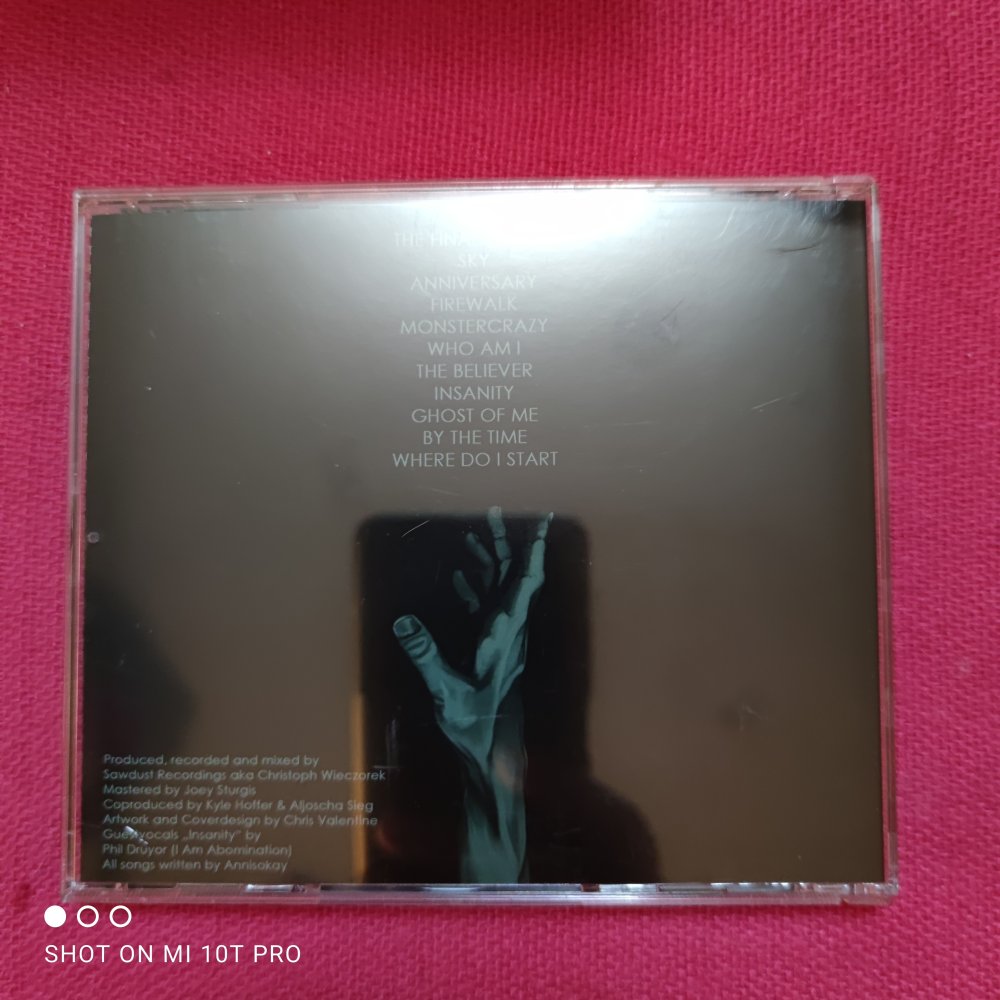 THE
SKY
ANNIVERSARY
FIREWALK
MONSTERCRAZY
WHO AM I
THE BELIEVER
INSANITY
GHOST OF ME
BY THE TIME
WHERE DO I START
Produced, recorded and mixed by
Sawdust Recordings aka Christoph Wieczorek
Mastered by Joey Sturgis
Coproduced by Kyle Hoffer & Aljoscha Sieg
Artwork and Coverdesign by Chris Valentine
Guestvocals „Insanity“ by
Phil Druyor (I Am Abomination)
All songs written by Annisokay
SHOT ON MI 10T PRO